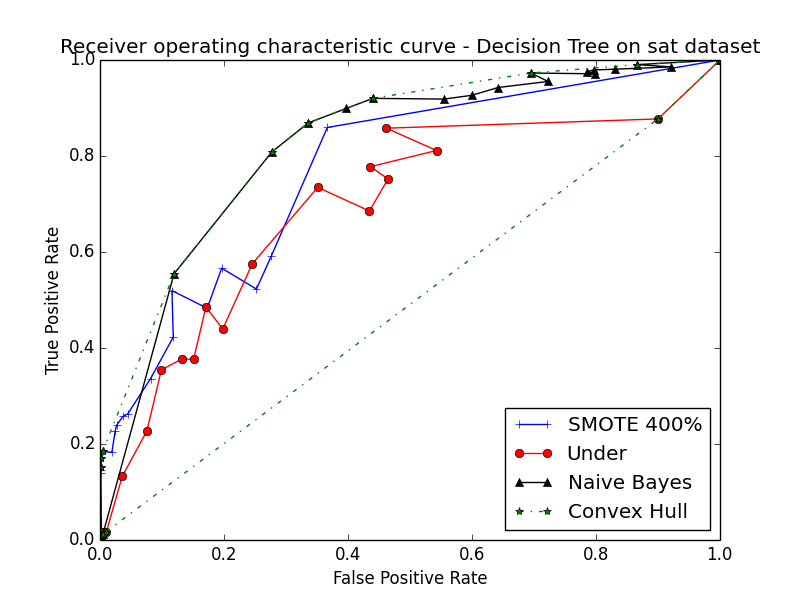 Receiver operating characteristic curve - Decision Tree on sat dataset
1.0
0.8
0.6
0.4
0.2
0.0
True Positive Rate
SMOTE 400%
Under
Naive Bayes
Convex Hull
0.0 0.2 0.4 0.6 0.8 1.0
False Positive Rate